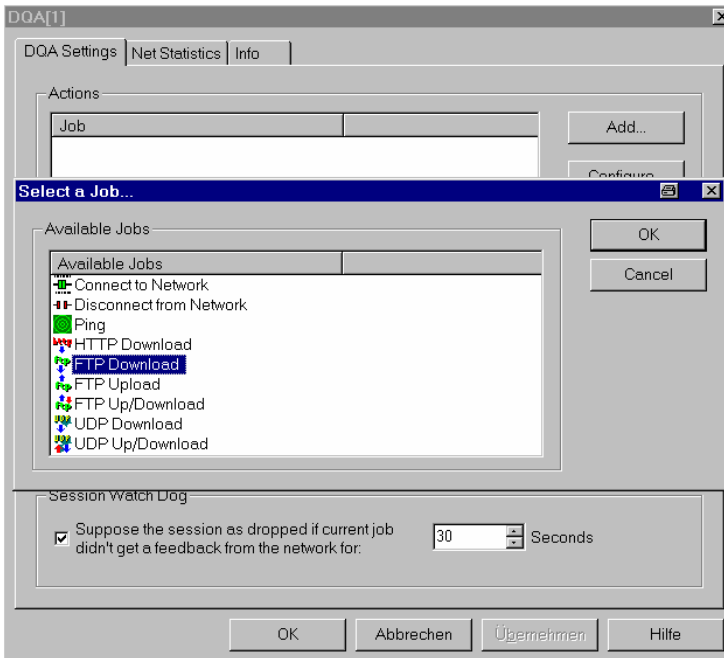 DQA[1]
DQA Settings Net Statistics Info
Actions
Job
Add...
Configure...
Select a Job...
Available Jobs
OK
Available Jobs
Cancel
Connect to Network
Disconnect from Network
Ping
HTTP Download
FTP Download
FTP Upload
FTP Up/Download
UDP Download
UDP Up/Download
Session Watch Dog
Suppose the session as dropped if current job
didn't get a feedback from the network for:
30 Seconds
OK Abbrechen Übernehmen Hilfe